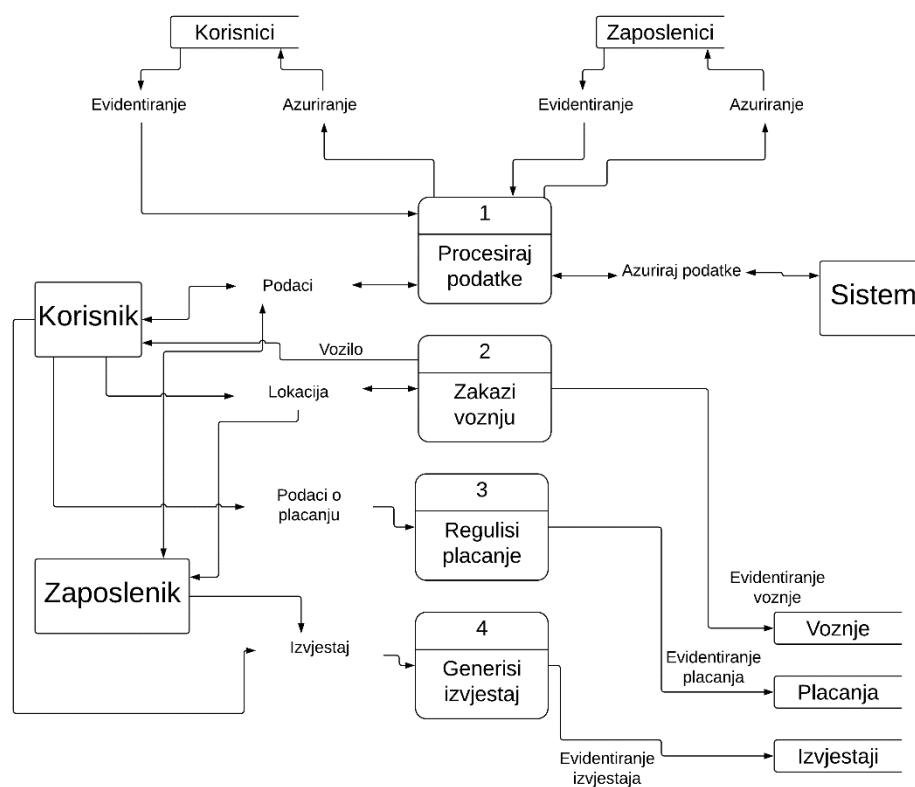 Korisnici
Zaposlenici
Evidentiranje
Azuriranje
Evidentiranje
Azuriranje
1
Procesiraj
podatke
Azuriraj podatke
Sistem
Podaci
Korisnik
Vozilo
2
Zakazi
voznju
Lokacija
3
Regulisi
placanje
Podaci o
placanju
Zaposlenik
Evidentiranje
voznje
Voznje
4
Generisi
izvjestaj
Izvjestaj
Evidentiranje
placanja
Placanja
Evidentiranje
izvjestaja
Izvjestaji